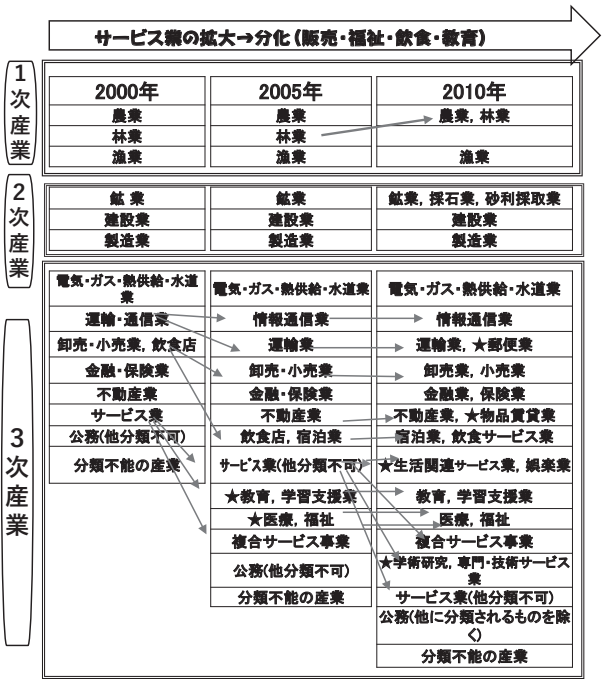 サービス業の拡大→分化(販売・福祉・飲食・教育)
1次産業
2000年
農業
林業
漁業
2005年
農業
林業
漁業
2010年
農業, 林業
漁業
2次産業
鉱 業
建設業
製造業
鉱業
建設業
製造業
鉱業, 採石業, 砂利採取業
建設業
製造業
3次産業
電気・ガス・熱供給・水道
業
運輸・通信業
卸売・小売業, 飲食店
金融・保険業
不動産業
サービス業
公務(他分類不可)
分類不能の産業
電気・ガス・熱供給・水道業
情報通信業
運輸業
卸売・小売業
金融・保険業
不動産業
飲食店, 宿泊業
サービス業(他分類不可)
★教育, 学習支援業
★医療, 福祉
複合サービス事業
公務(他分類不可)
分類不能の産業
電気・ガス・熱供給・水道業
情報通信業
運輸業, ★郵便業
卸売業, 小売業
金融業, 保険業
不動産業, ★物品賃貸業
宿泊業, 飲食サービス業
★生活関連サービス業, 娯楽業
教育, 学習支援業
医療, 福祉
複合サービス事業
★学術研究, 専門・技術サービス
業
サービス業(他分類不可)
公務(他に分類されるものを除
く)
分類不能の産業